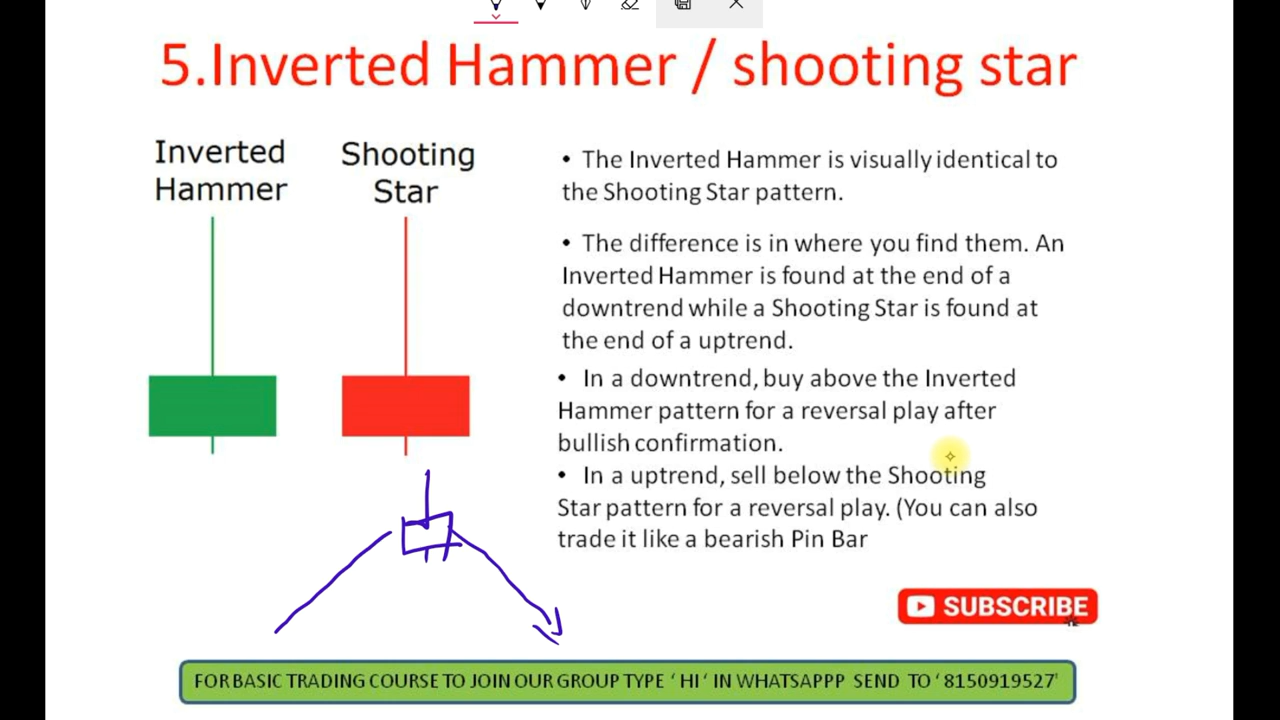 5.Inverted Hammer / shooting star
Inverted
Hammer
Shooting
Star
• The Inverted Hammer is visually identical to
the Shooting Star pattern.
• The difference is in where you find them. An
Inverted Hammer is found at the end of a
downtrend while a Shooting Star is found at
the end of a uptrend.
• In a downtrend, buy above the Inverted
Hammer pattern for a reversal play after
bullish confirmation.
• In a uptrend, sell below the Shooting
Star pattern for a reversal play. (You can also
trade it like a bearish Pin Bar
SUBSCRIBE
FOR BASIC TRADING COURSE TO JOIN OUR GROUP TYPE ‘ HI ‘ IN WHATSAPPP SEND TO ‘ 8150919527'